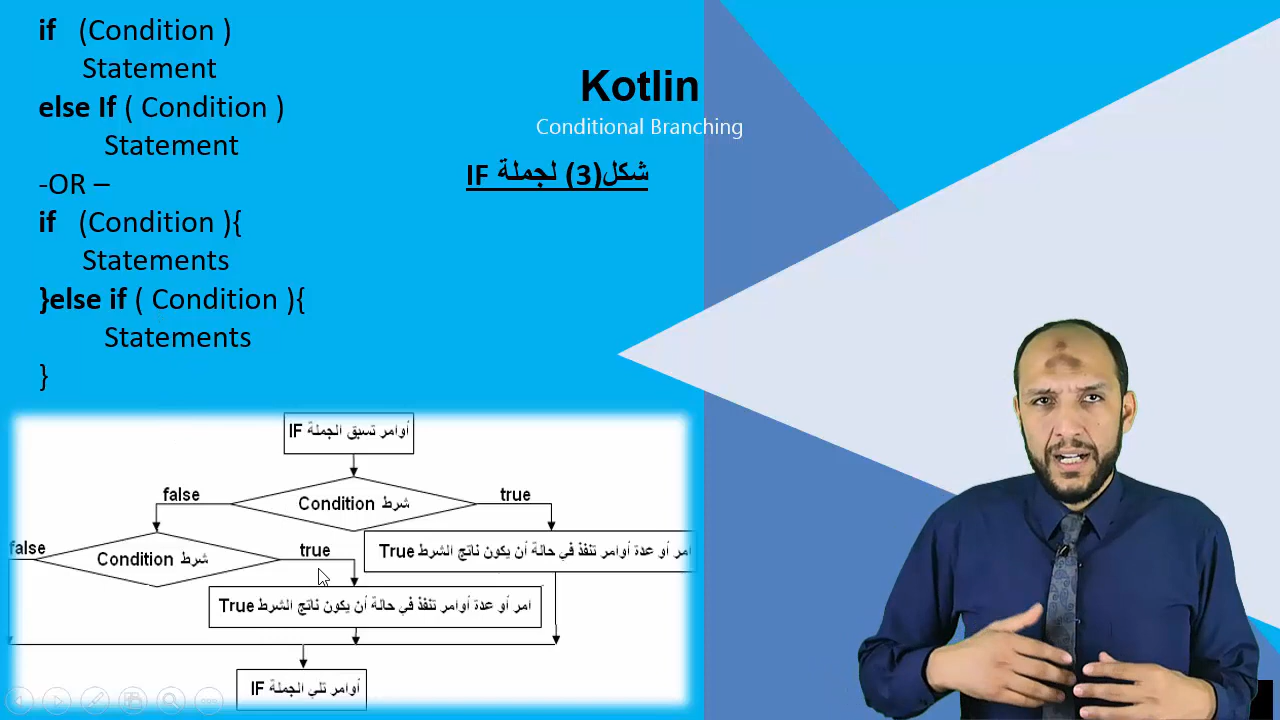 if (Condition )
Statement
else If ( Condition )
Statement
-OR –
if (Condition ){
Statements
}else if ( Condition ){
Statements
}
Kotlin
Conditional Branching
شكل(3) لجملة IF
أوامر تسبق الجملة IF
false
شرط Condition
true
false
شرط Condition
true
امر أو عدة أوامر تنفذ في حالة أن يكون ناتج الشرط True
امر أو عدة أوامر تنفذ في حالة أن يكون ناتج الشرط True
أوامر تلي الجملة IF